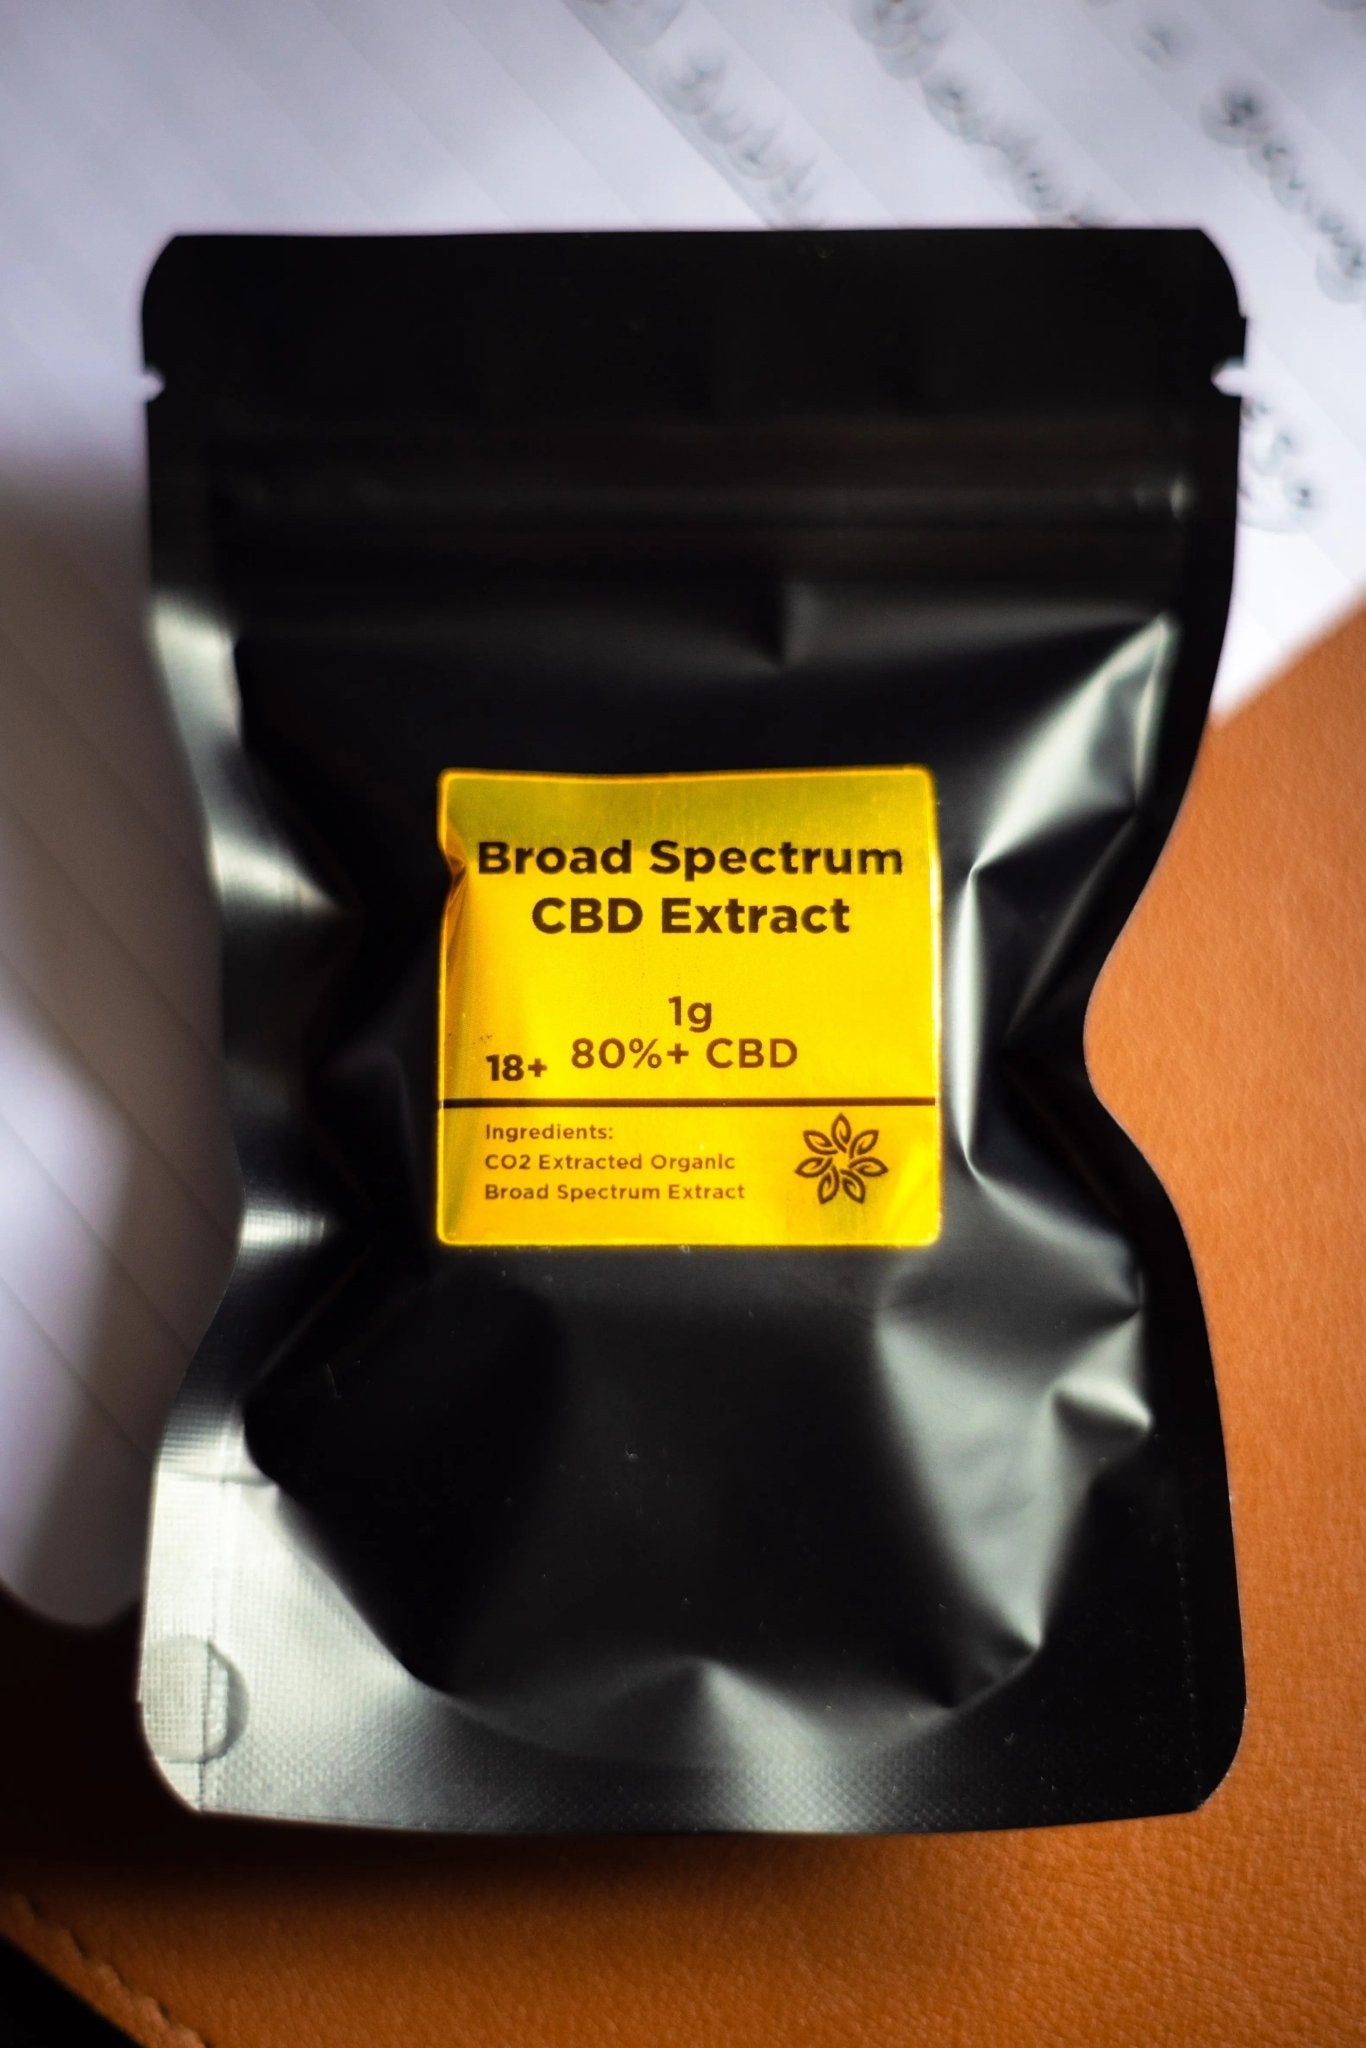 Broad Spectrum
CBD Extract
1g
18+ 80%+ CBD
Ingredients:
CO2 Extracted Organic
Broad Spectrum Extract